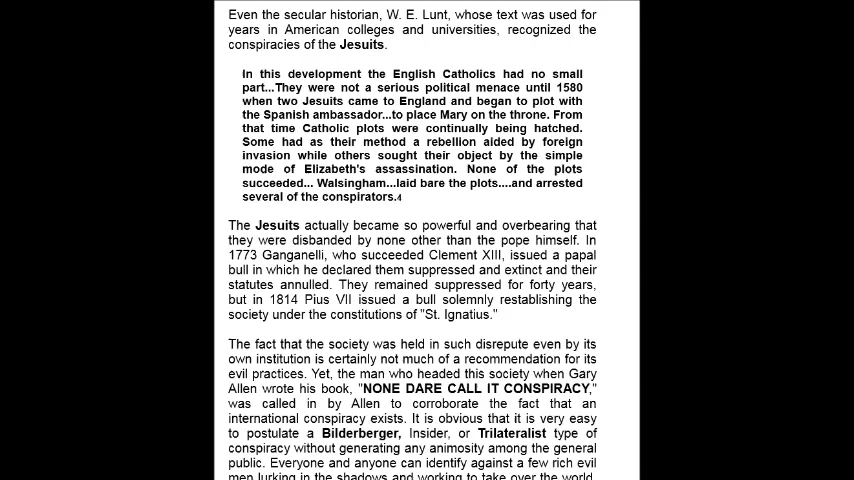 Even the secular historian, W. E. Lunt, whose text was used for
years in American colleges and universities, recognized the
conspiracies of the Jesuits.
In this development the English Catholics had no small
part...They were not a serious political menace until 1580
when two Jesuits came to England and began to plot with
the Spanish ambassador...to place Mary on the throne. From
that time Catholic plots were continually being hatched.
Some had as their method a rebellion aided by foreign
invasion while others sought their object by the simple
mode of Elizabeth's assassination. None of the plots
succeeded... Walsingham...laid bare the plots....and arrested
several of the conspirators.4
The Jesuits actually became so powerful and overbearing that
they were disbanded by none other than the pope himself. In
1773 Ganganelli, who succeeded Clement XIII, issued a papal
bull in which he declared them suppressed and extinct and their
statutes annulled. They remained suppressed for forty years,
but in 1814 Pius VII issued a bull solemnly restablishing the
society under the constitutions of "St. Ignatius."
The fact that the society was held in such disrepute even by its
own institution is certainly not much of a recommendation for its
evil practices. Yet, the man who headed this society when Gary
Allen wrote his book, "NONE DARE CALL IT CONSPIRACY,"
was called in by Allen to corroborate the fact that an
international conspiracy exists. It is obvious that it is very easy
to postulate a Bilderberger, Insider, or Trilateralist type of
conspiracy without generating any animosity among the general
public. Everyone and anyone can identify against a few rich evil
men lurking in the shadows and working to take over the world.